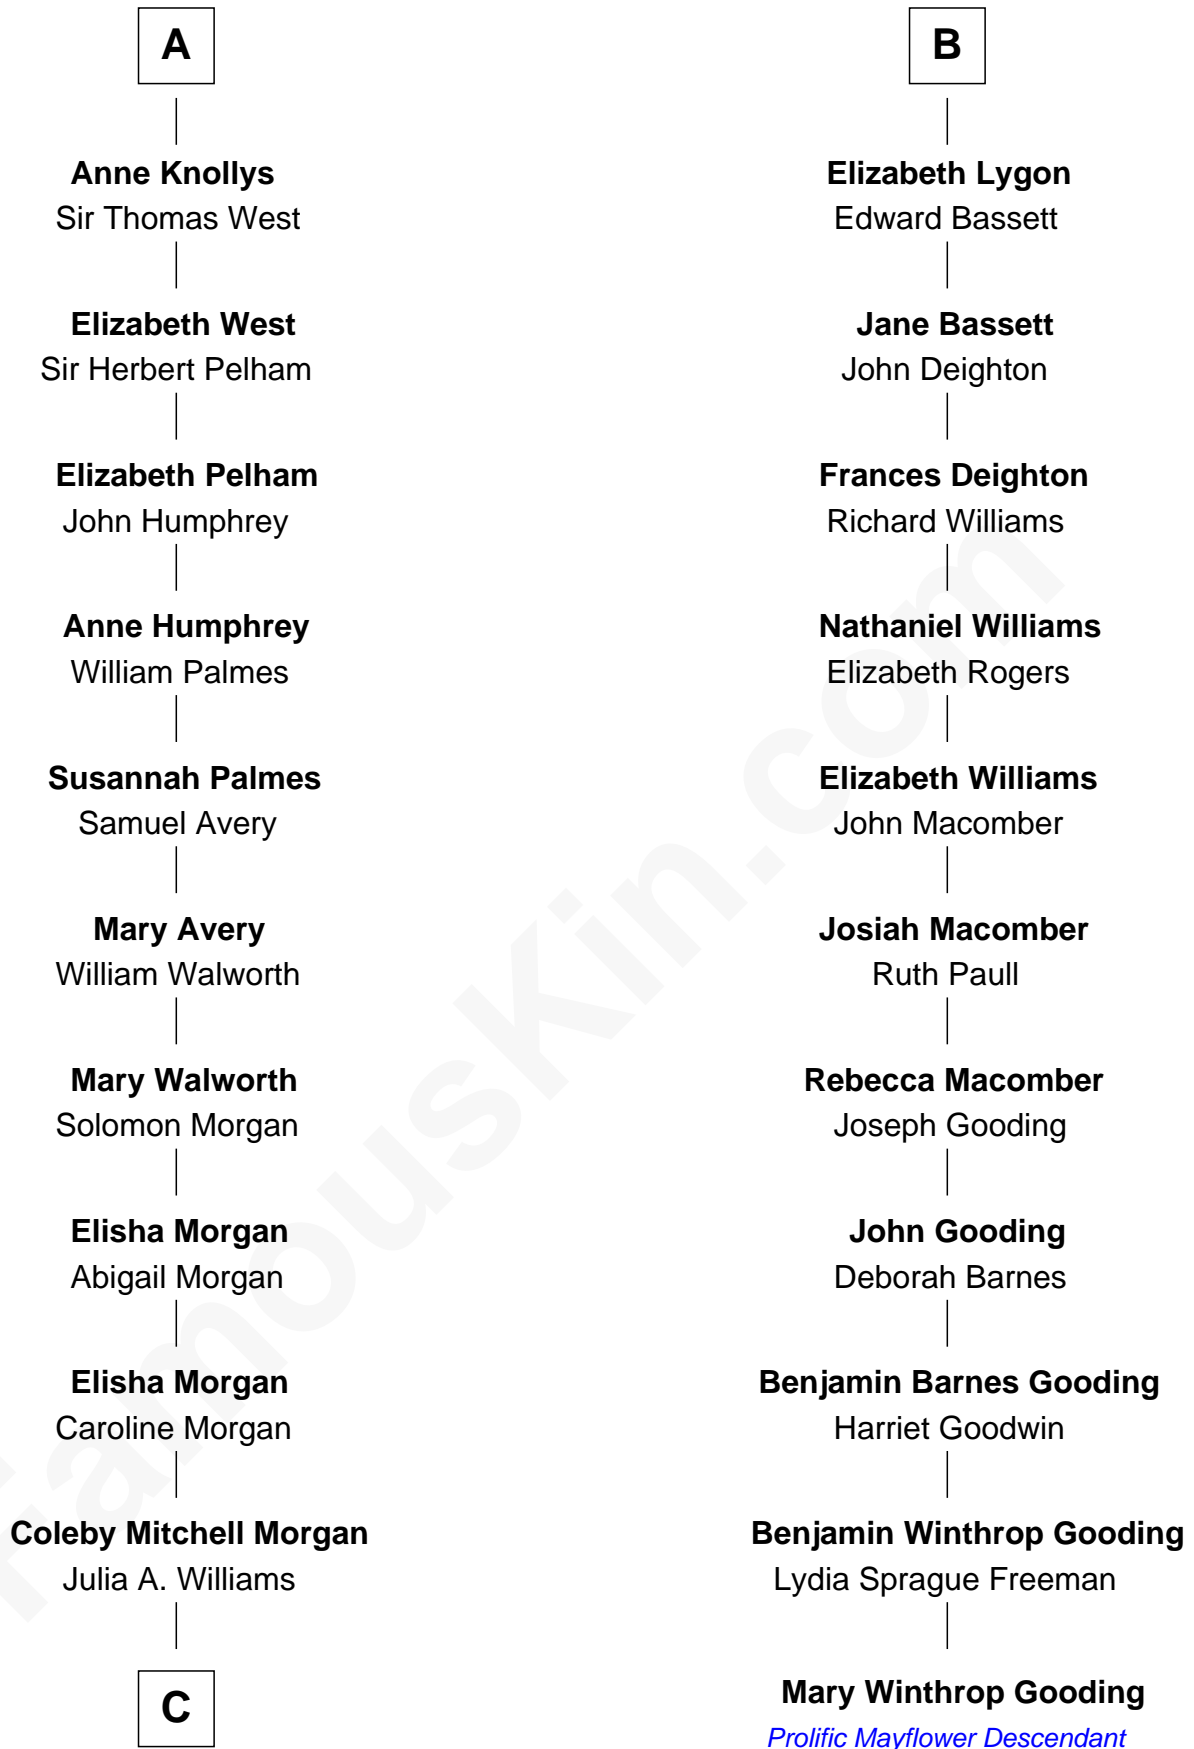 A
Anne Knollys
Sir Thomas West
Elizabeth West
Sir Herbert Pelham
Elizabeth Pelham
John Humphrey
Anne Humphrey
William Palmes
Susannah Palmes
Samuel Avery
Mary Avery
William Walworth
Mary Walworth
Solomon Morgan
Elisha Morgan
Abigail Morgan
Elisha Morgan
Caroline Morgan
Coleby Mitchell Morgan
Julia A. Williams
C
B
Elizabeth Lygon
Edward Bassett
Jane Bassett
John Deighton
Frances Deighton
Richard Williams
Nathaniel Williams
Elizabeth Rogers
Elizabeth Williams
John Macomber
Josiah Macomber
Ruth Paull
Rebecca Macomber
Joseph Gooding
John Gooding
Deborah Barnes
Benjamin Barnes Gooding
Harriet Goodwin
Benjamin Winthrop Gooding
Lydia Sprague Freeman
Mary Winthrop Gooding
Prolific Mayflower Descendant
FamousKin.com